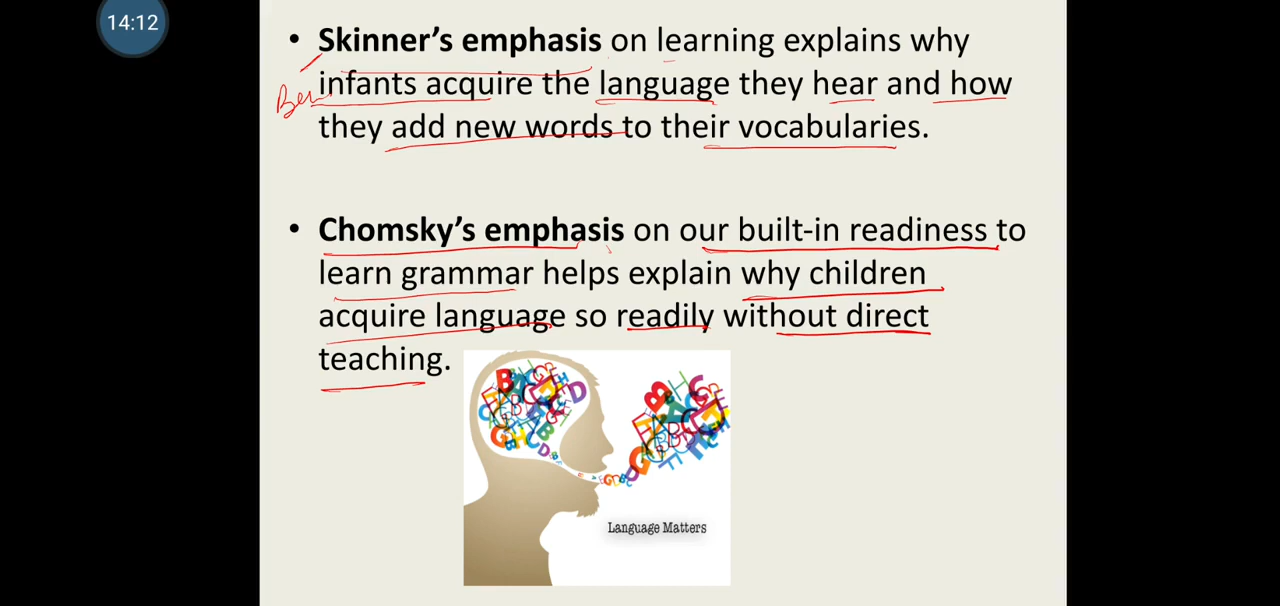 14:12
• Skinner’s emphasis on learning explains why
infants acquire the language they hear and how
they add new words to their vocabularies.
• Chomsky’s emphasis on our built-in readiness to
learn grammar helps explain why children
acquire language so readily without direct
teaching.
Language Matters